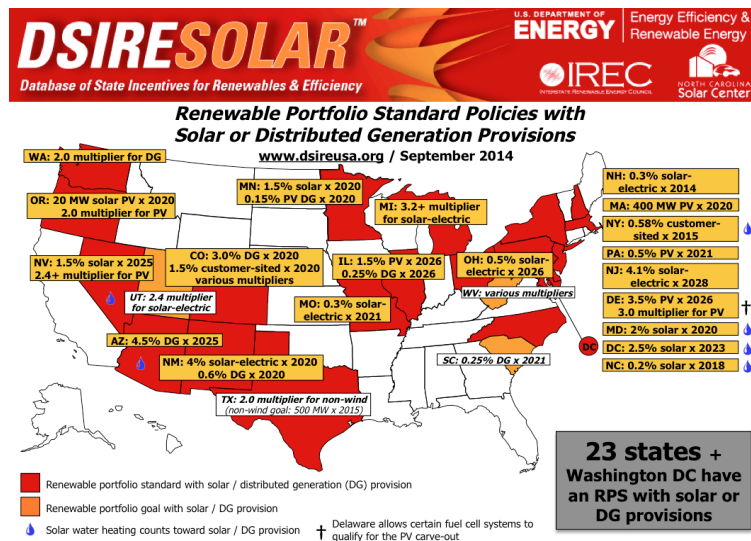 DSIRESOLAR™
Database of State Incentives for Renewables & Efficiency
U.S. DEPARTMENT OF
ENERGY
Energy Efficiency &
Renewable Energy
IREC
INTERSTATE RENEWABLE ENERGY COUNCIL
NORTH CAROLINA
Solar Center
Renewable Portfolio Standard Policies with
Solar or Distributed Generation Provisions
www.dsireusa.org / September 2014
WA: 2.0 multiplier for DG
OR: 20 MW solar PV x 2020
2.0 multiplier for PV
NV: 1.5% solar x 2025
2.4+ multiplier for PV
UT: 2.4 multiplier
for solar-electric
AZ: 4.5% DG x 2025
CO: 3.0% DG x 2020
1.5% customer-sited x 2020
various multipliers
NM: 4% solar-electric x 2020
0.6% DG x 2020
TX: 2.0 multiplier for non-wind
(non-wind goal: 500 MW x 2015)
MN: 1.5% solar x 2020
0.15% PV DG x 2020
MI: 3.2+ multiplier
for solar-electric
IL: 1.5% PV x 2026
0.25% DG x 2026
MO: 0.3% solar-
electric x 2021
OH: 0.5% solar-
electric x 2026
WV: various multipliers
SC: 0.25% DG x 2021
DC
NH: 0.3% solar-
electric x 2014
MA: 400 MW PV x 2020
NY: 0.58% customer-
sited x 2015
PA: 0.5% PV x 2021
NJ: 4.1% solar-
electric x 2028
DE: 3.5% PV x 2026
3.0 multiplier for PV
†
MD: 2% solar x 2020
DC: 2.5% solar x 2023
NC: 0.2% solar x 2018
23 states +
Washington DC have
an RPS with solar or
DG provisions
Renewable portfolio standard with solar / distributed generation (DG) provision
Renewable portfolio goal with solar / DG provision
Solar water heating counts toward solar / DG provision
† Delaware allows certain fuel cell systems to
qualify for the PV carve-out